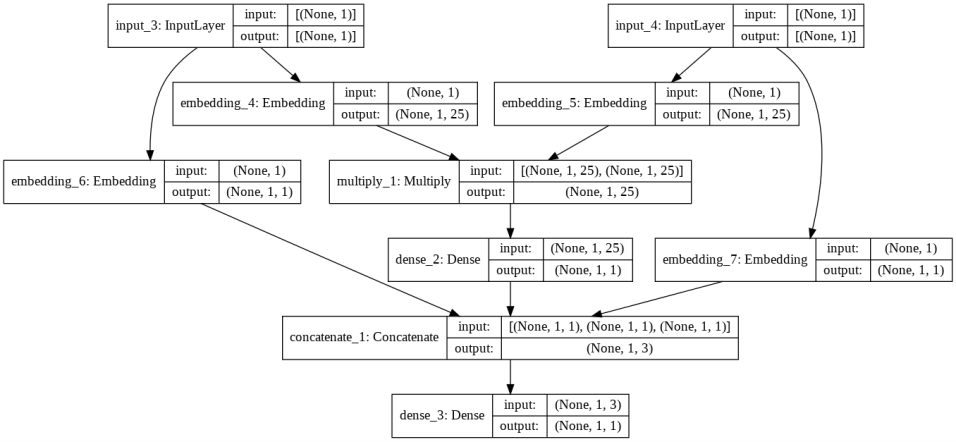 input_3: InputLayer
input:
[(None, 1)]
output:
[(None, 1)]
input_4: InputLayer
input:
[(None, 1)]
output:
[(None, 1)]
embedding_4: Embedding
input:
(None, 1)
output:
(None, 1, 25)
embedding_5: Embedding
input:
(None, 1)
output:
(None, 1, 25)
embedding_6: Embedding
input:
(None, 1)
output:
(None, 1, 1)
multiply_1: Multiply
input:
[(None, 1, 25), (None, 1, 25)]
output:
(None, 1, 25)
dense_2: Dense
input:
(None, 1, 25)
output:
(None, 1, 1)
embedding_7: Embedding
input:
(None, 1)
output:
(None, 1, 1)
concatenate_1: Concatenate
input:
[(None, 1, 1), (None, 1, 1), (None, 1, 1)]
output:
(None, 1, 3)
dense_3: Dense
input:
(None, 1, 3)
output:
(None, 1, 1)